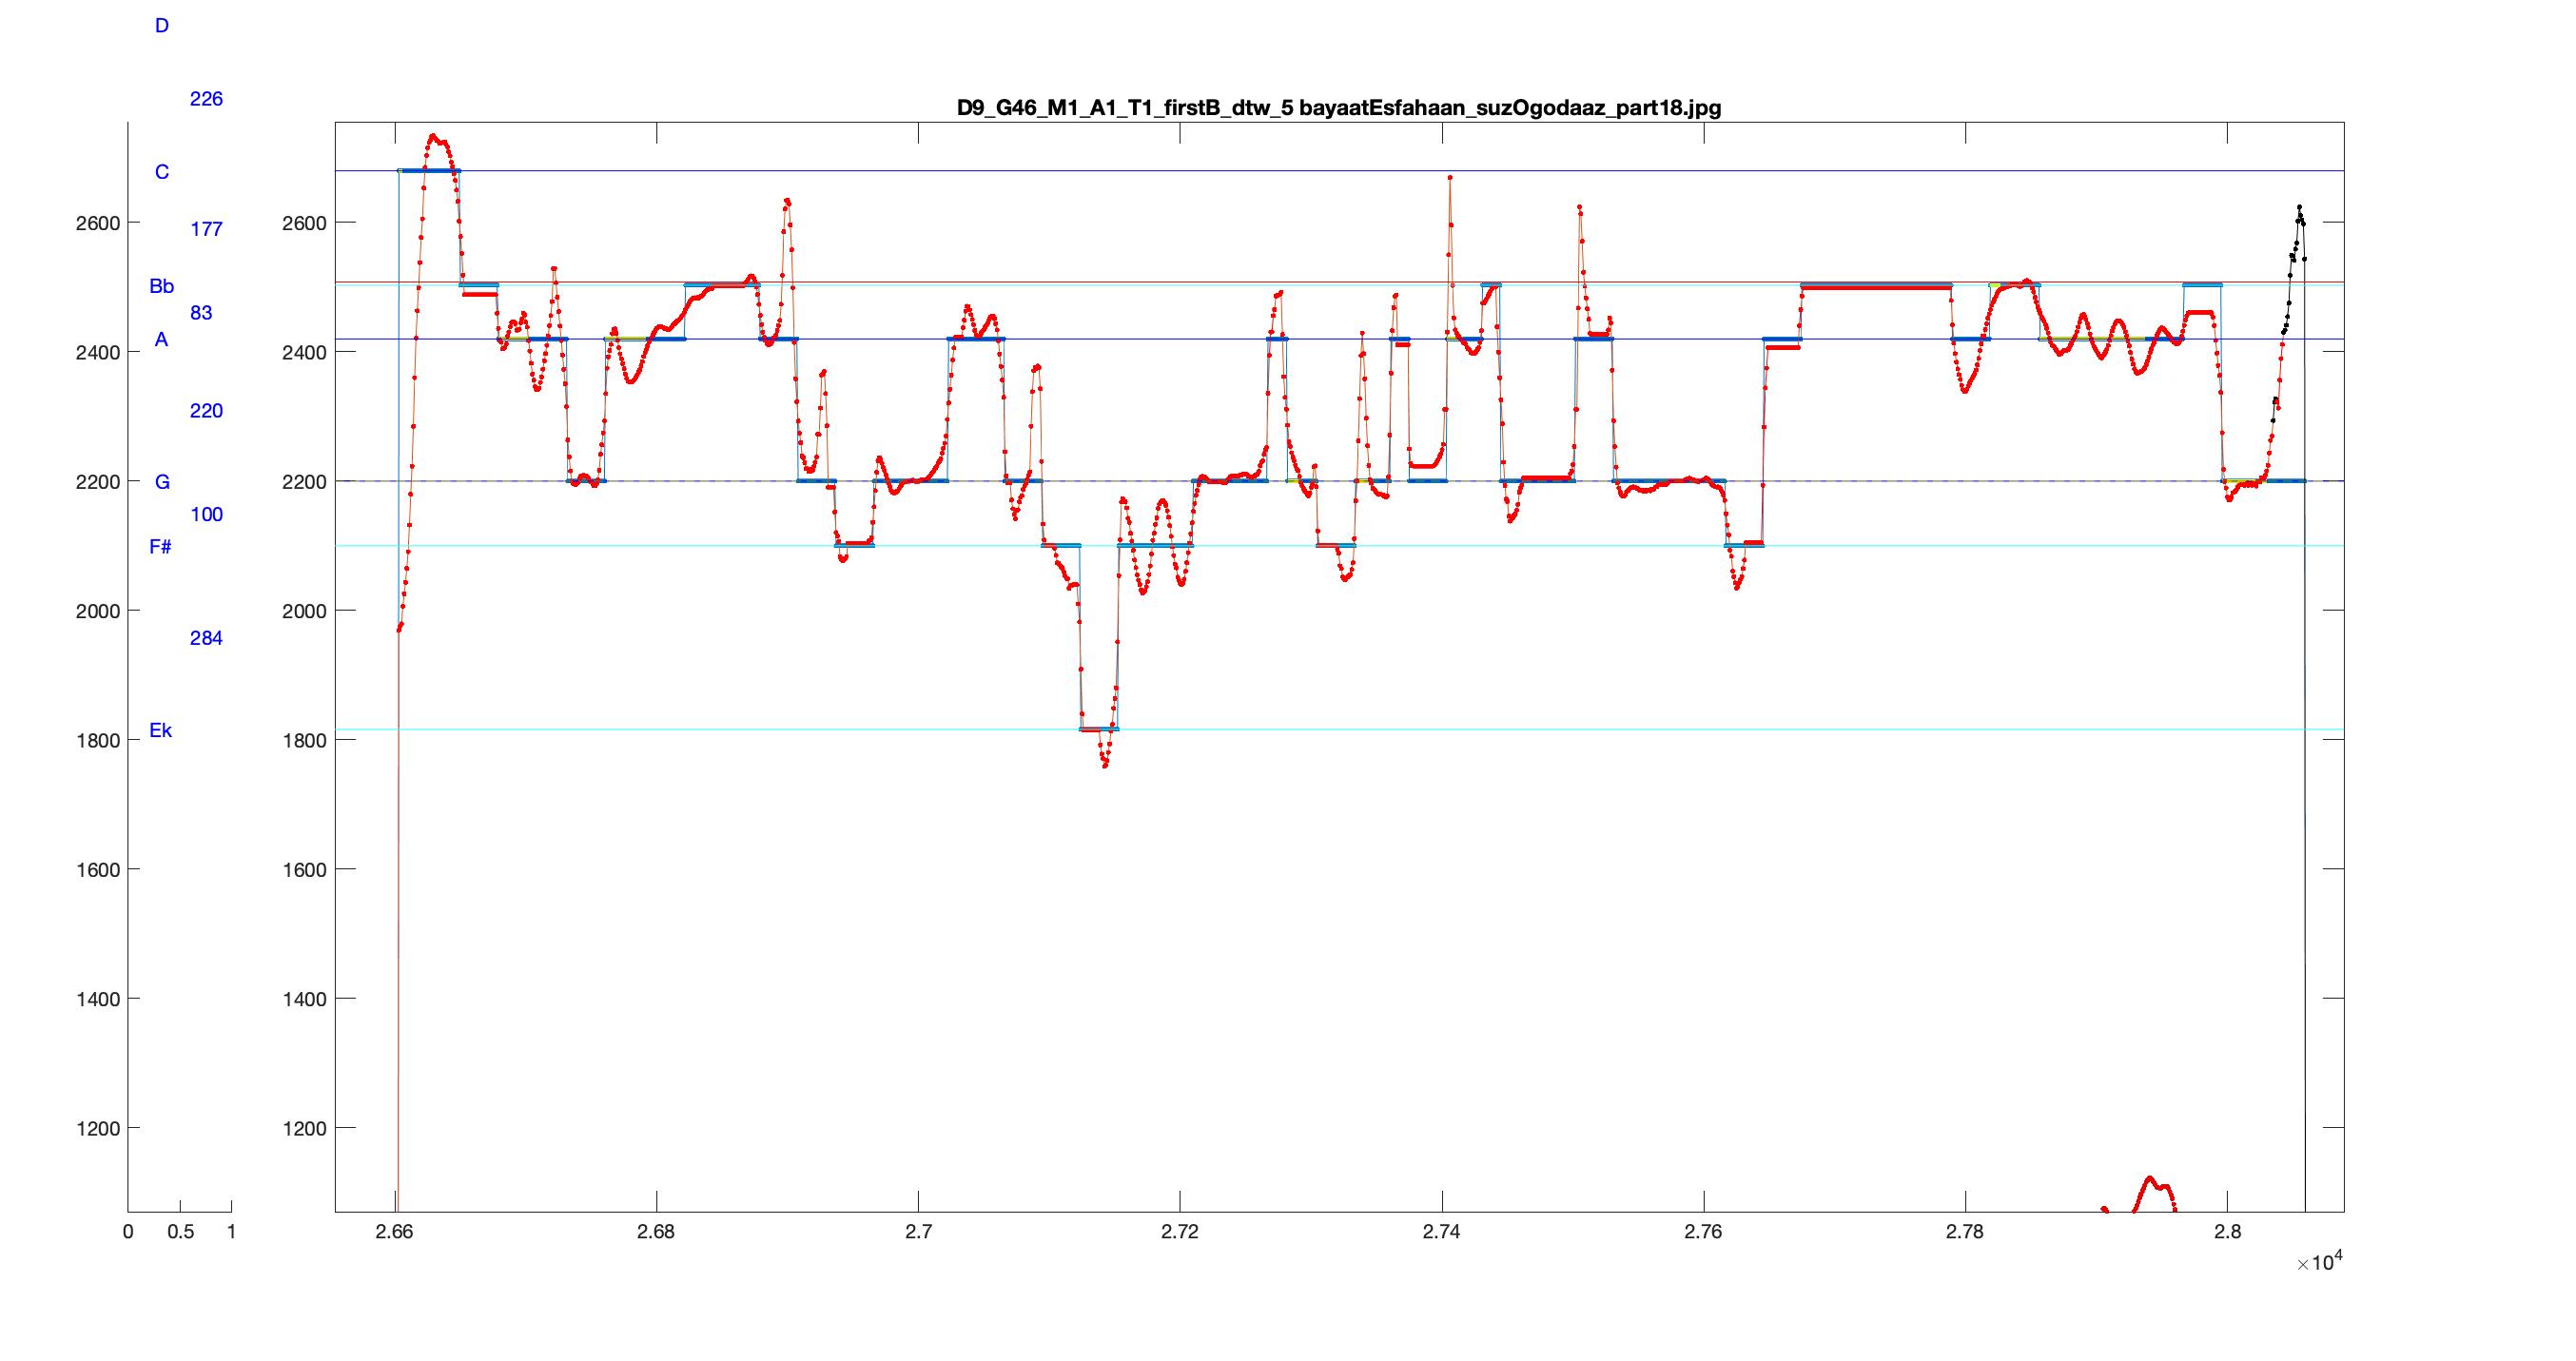 D
226
D9_G46_M1_A1_T1_firstB_dtw_5 bayaatEsfahaan_suzOgodaaz_part18.jpg
C
2600 177 2600
Bb
83
A
2400 2400
220
G
2200 2200
100
F#
2000 2000
284
Ek
1800 1800
1600 1600
1400 1400
1200 1200
0 0.5 1 2.66 2.68 2.7 2.72 2.74 2.76 2.78 2.8
×10^4